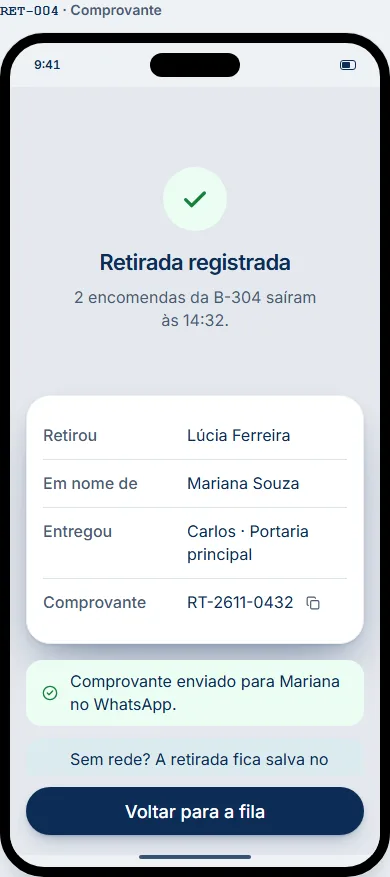 RET-004 · Comprovante
9:41
Retirada registrada
2 encomendas da B-304 saíram
às 14:32.
Retirou Lúcia Ferreira
Em nome de Mariana Souza
Entregou Carlos · Portaria
principal
Comprovante RT-2611-0432
Comprovante enviado para Mariana
no WhatsApp.
Sem rede? A retirada fica salva no
Voltar para a fila